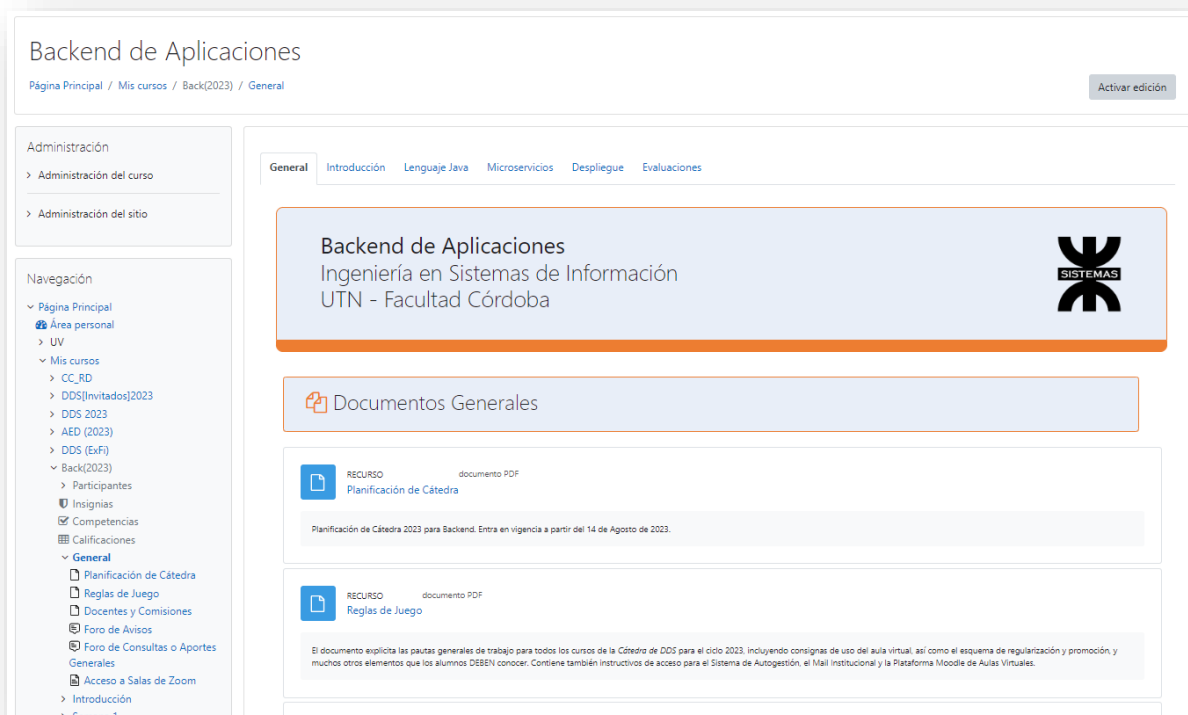 Backend de Aplicaciones
Página Principal / Mis cursos / Back(2023) / General
Activar edición
Administración
Administración del curso
Administración del sitio
Navegación
Página Principal
Área personal
UV
Mis cursos
CC_RD
DDS[Invitados]2023
DDS 2023
AED (2023)
DDS (ExFi)
Back(2023)
Participantes
Insignias
Competencias
Calificaciones
General
Planificación de Cátedra
Reglas de Juego
Docentes y Comisiones
Foro de Avisos
Foro de Consultas o Aportes
Generales
Acceso a Salas de Zoom
Introducción
General Introducción Lenguaje Java Microservicios Despliegue Evaluaciones
Backend de Aplicaciones
Ingeniería en Sistemas de Información
UTN - Facultad Córdoba
SISTEMAS
Documentos Generales
RECURSO documento PDF
Planificación de Cátedra
Planificación de Cátedra 2023 para Backend. Entra en vigencia a partir del 14 de Agosto de 2023.
RECURSO documento PDF
Reglas de Juego
El documento explicita las pautas generales de trabajo para todos los cursos de la Cátedra de DDS para el ciclo 2023, incluyendo consignas de uso del aula virtual, así como el esquema de regularización y promoción, y
muchos otros elementos que los alumnos DEBEN conocer. Contiene también instructivos de acceso para el Sistema de Autogestión, el Mail Institucional y la Plataforma Moodle de Aulas Virtuales.